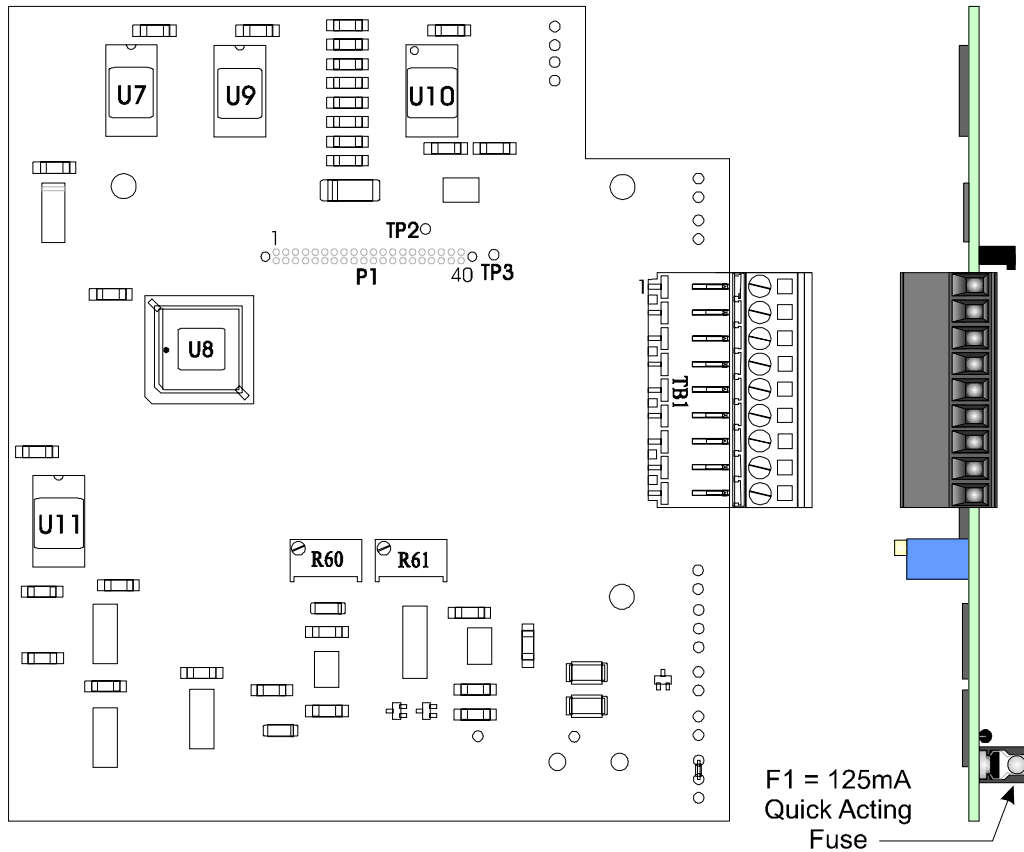 U7
U9
U10
TP2
1
P1
40
TP3
U8
1
TB1
U11
R60
R61
F1 = 125mA
Quick Acting
Fuse